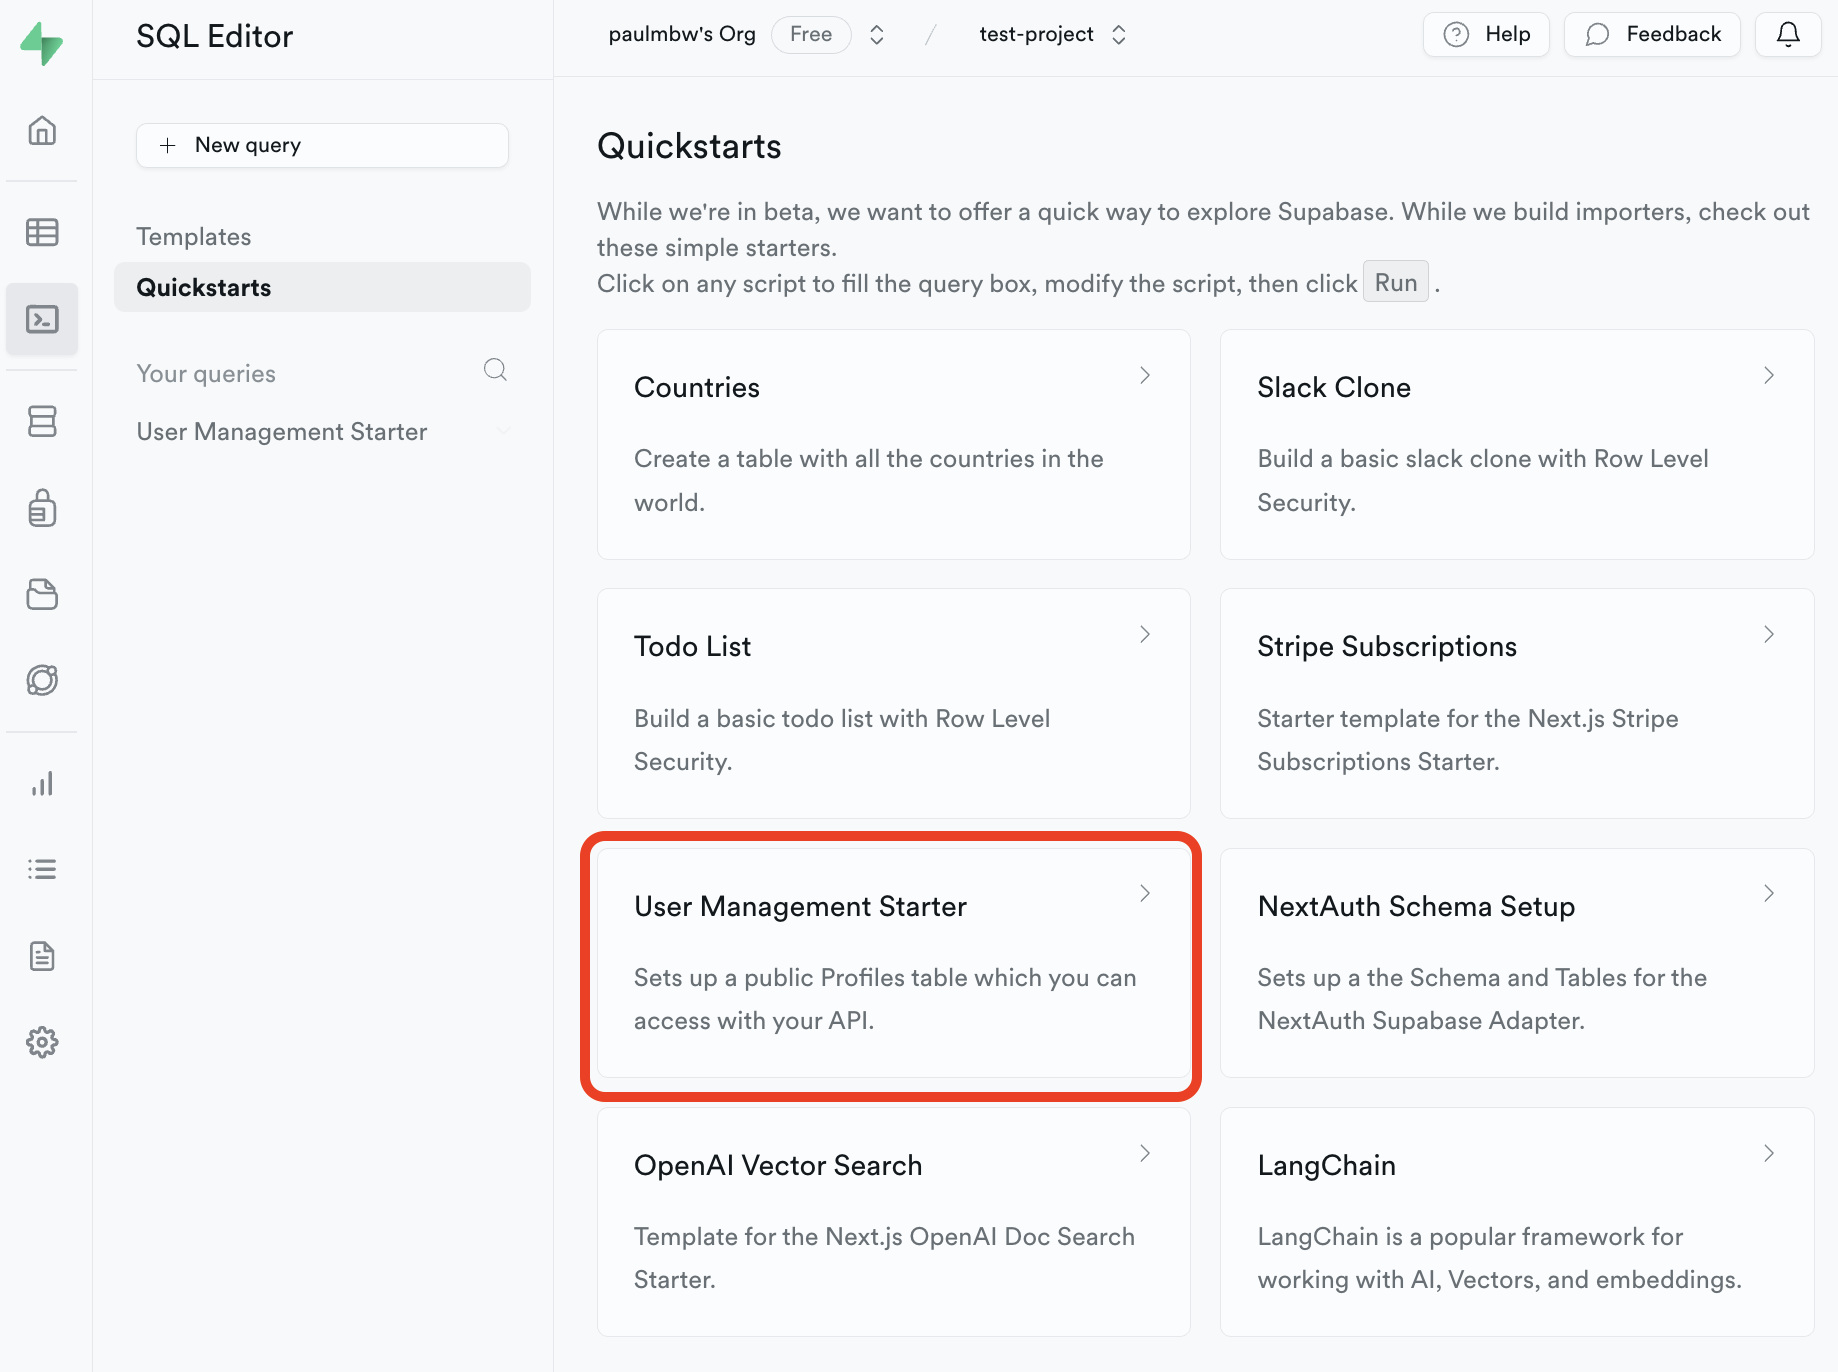 SQL Editor
paulmbw's Org
Free
/
test-project
Help
Feedback
+ New query
Templates
Quickstarts
Your queries
User Management Starter
Quickstarts
While we're in beta, we want to offer a quick way to explore Supabase. While we build importers, check out
these simple starters.
Click on any script to fill the query box, modify the script, then click Run .
Countries
Create a table with all the countries in the
world.
Slack Clone
Build a basic slack clone with Row Level
Security.
Todo List
Build a basic todo list with Row Level
Security.
Stripe Subscriptions
Starter template for the Next.js Stripe
Subscriptions Starter.
User Management Starter
Sets up a public Profiles table which you can
access with your API.
NextAuth Schema Setup
Sets up a the Schema and Tables for the
NextAuth Supabase Adapter.
OpenAI Vector Search
Template for the Next.js OpenAI Doc Search
Starter.
LangChain
LangChain is a popular framework for
working with AI, Vectors, and embeddings.